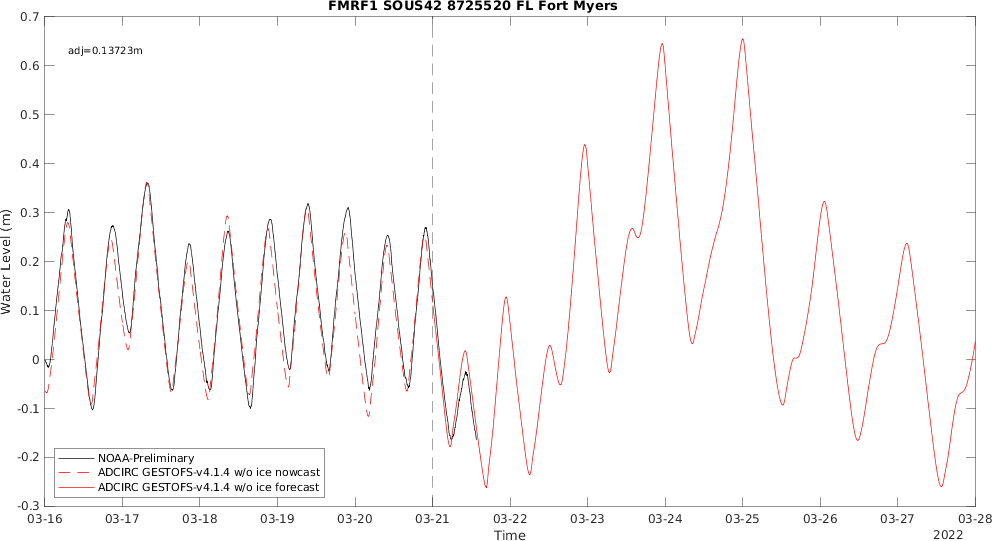 FMRF1 SOUS42 8725520 FL Fort Myers
adj=0.13723m
Water Level (m)
0.7
0.6
0.5
0.4
0.3
0.2
0.1
0
-0.1
-0.2
-0.3
NOAA-Preliminary
ADCIRC GESTOFS-v4.1.4 w/o ice nowcast
ADCIRC GESTOFS-v4.1.4 w/o ice forecast
03-16 03-17 03-18 03-19 03-20 03-21 03-22 03-23 03-24 03-25 03-26 03-27 03-28
Time
2022